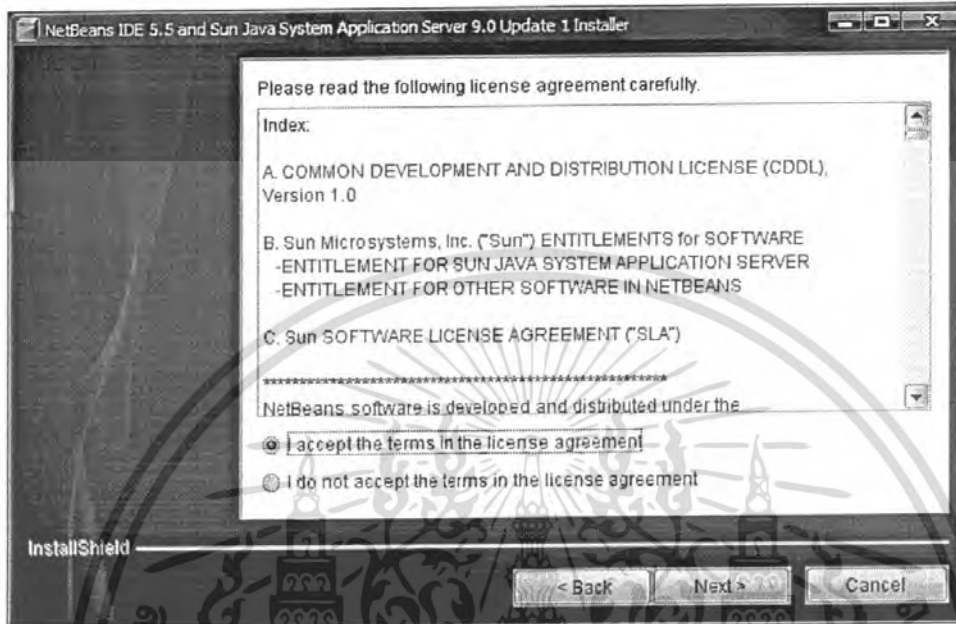 NetBeans IDE 5.5 and Sun Java System Application Server 9.0 Update 1 Installer
Please read the following license agreement carefully.
Index:
A. COMMON DEVELOPMENT AND DISTRIBUTION LICENSE (CDDL),
Version 1.0
B. Sun Microsystems, Inc. ("Sun") ENTITLEMENTS for SOFTWARE
-ENTITLEMENT FOR SUN JAVA SYSTEM APPLICATION SERVER
-ENTITLEMENT FOR OTHER SOFTWARE IN NETBEANS
C. Sun SOFTWARE LICENSE AGREEMENT ("SLA")
********************************************************
NetBeans software is developed and distributed under the
I accept the terms in the license agreement
I do not accept the terms in the license agreement
InstallShield
< Back Next > Cancel